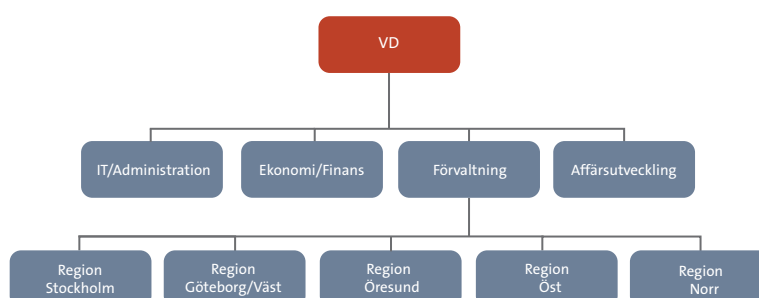 VD
IT/Administration
Ekonomi/Finans
Förvaltning
Affärsutveckling
Region
Stockholm
Region
Göteborg/Väst
Region
Öresund
Region
Öst
Region
Norr